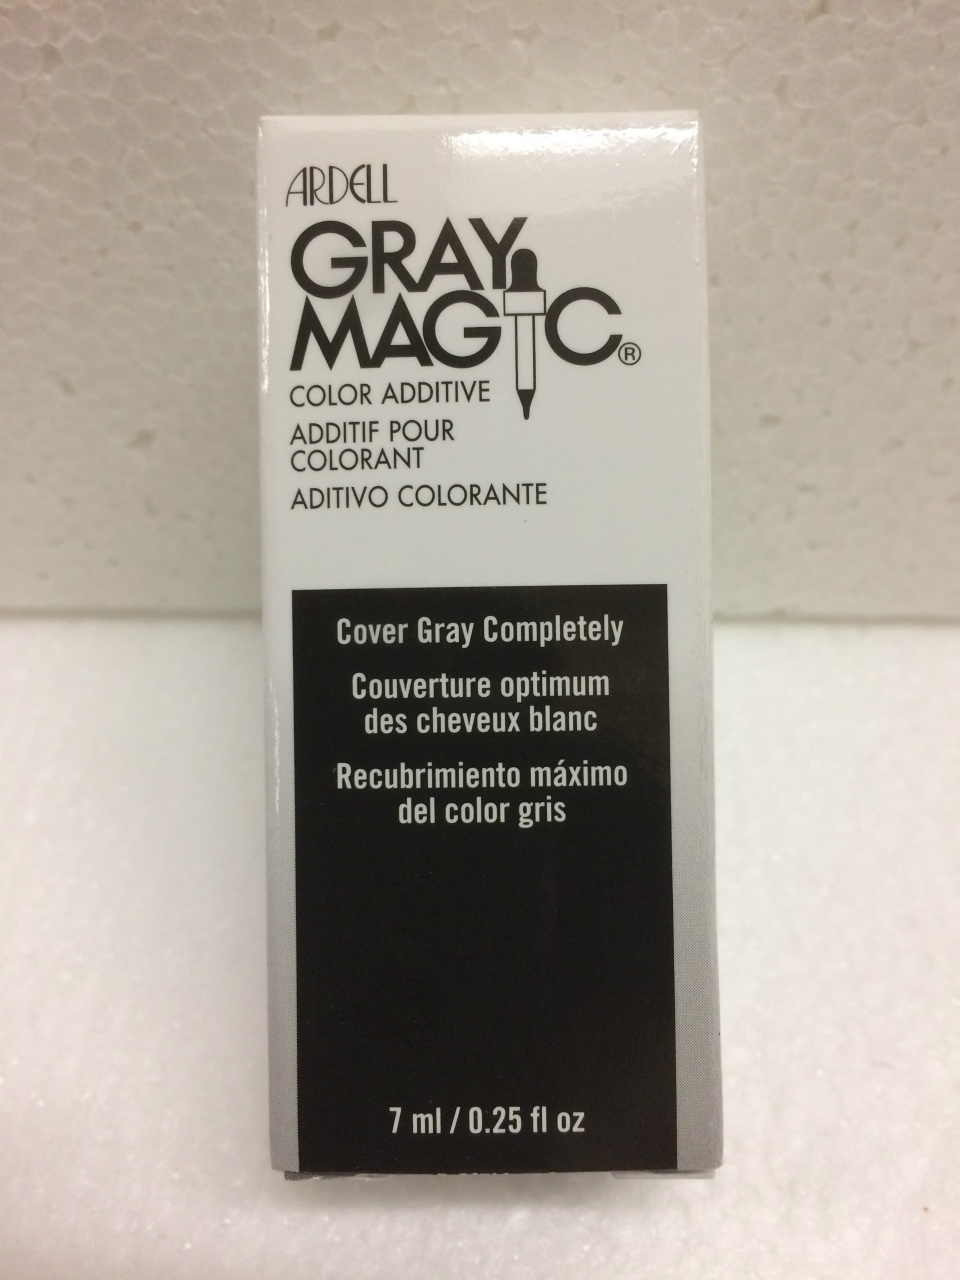 ARDELL
GRAY
MAGIC®
COLOR ADDITIVE
ADDITIF POUR
COLORANT
ADITIVO COLORANTE
Cover Gray Completely
Couverture optimum
des cheveux blanc
Recubrimiento máximo
del color gris
7 ml / 0.25 fl oz